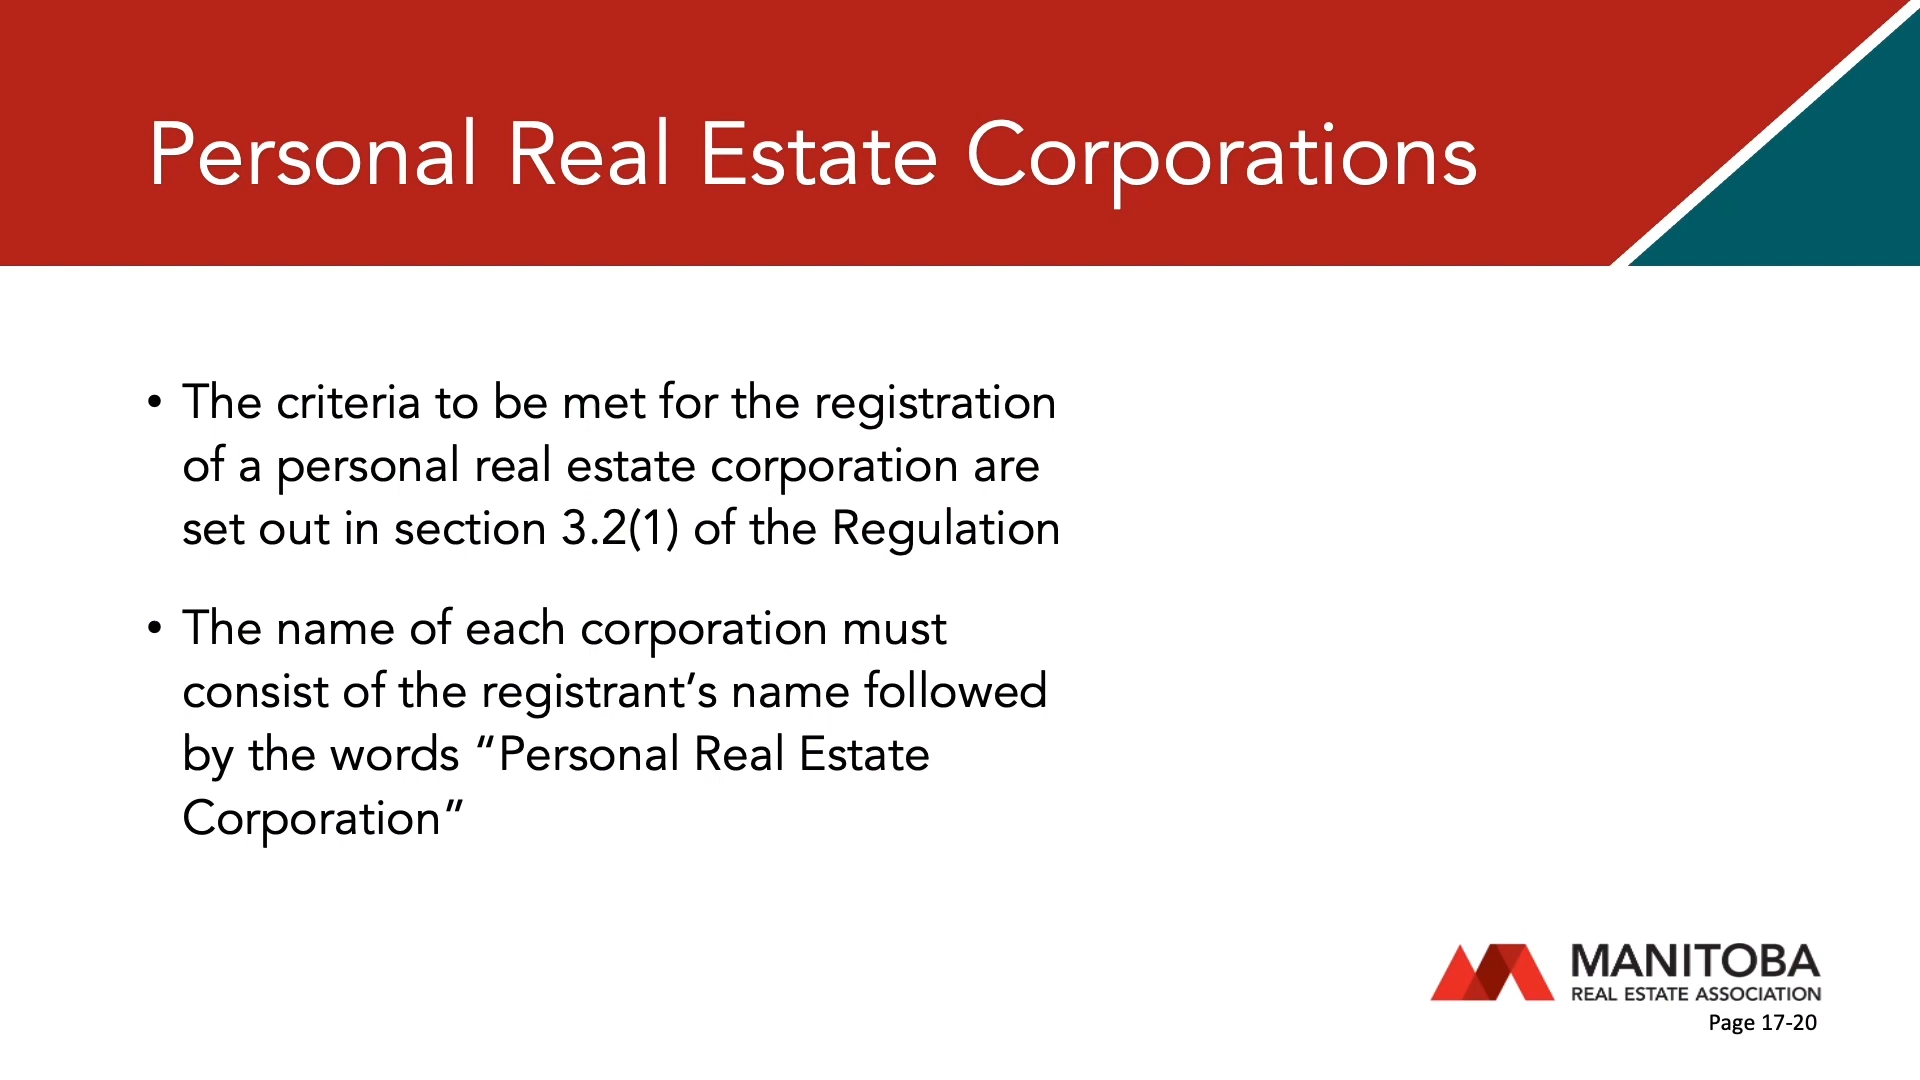 Personal Real Estate Corporations
• The criteria to be met for the registration
of a personal real estate corporation are
set out in section 3.2(1) of the Regulation
• The name of each corporation must
consist of the registrant’s name followed
by the words “Personal Real Estate
Corporation”
MANITOBA
REAL ESTATE ASSOCIATION
Page 17-20